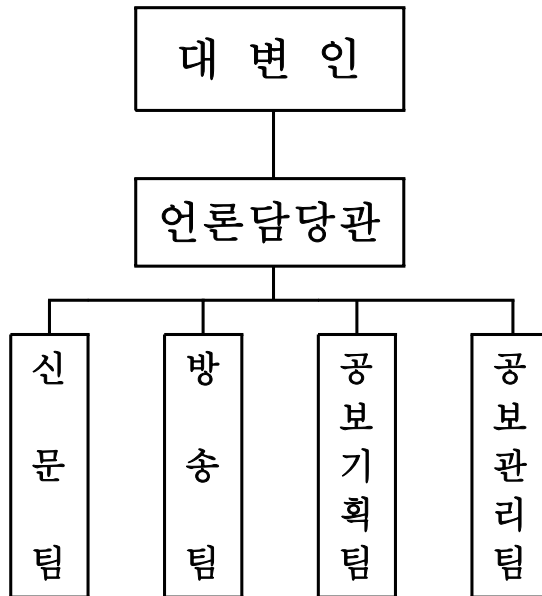 대 변 인
언론담당관
신문팀
방송팀
공보기획팀
공보관리팀